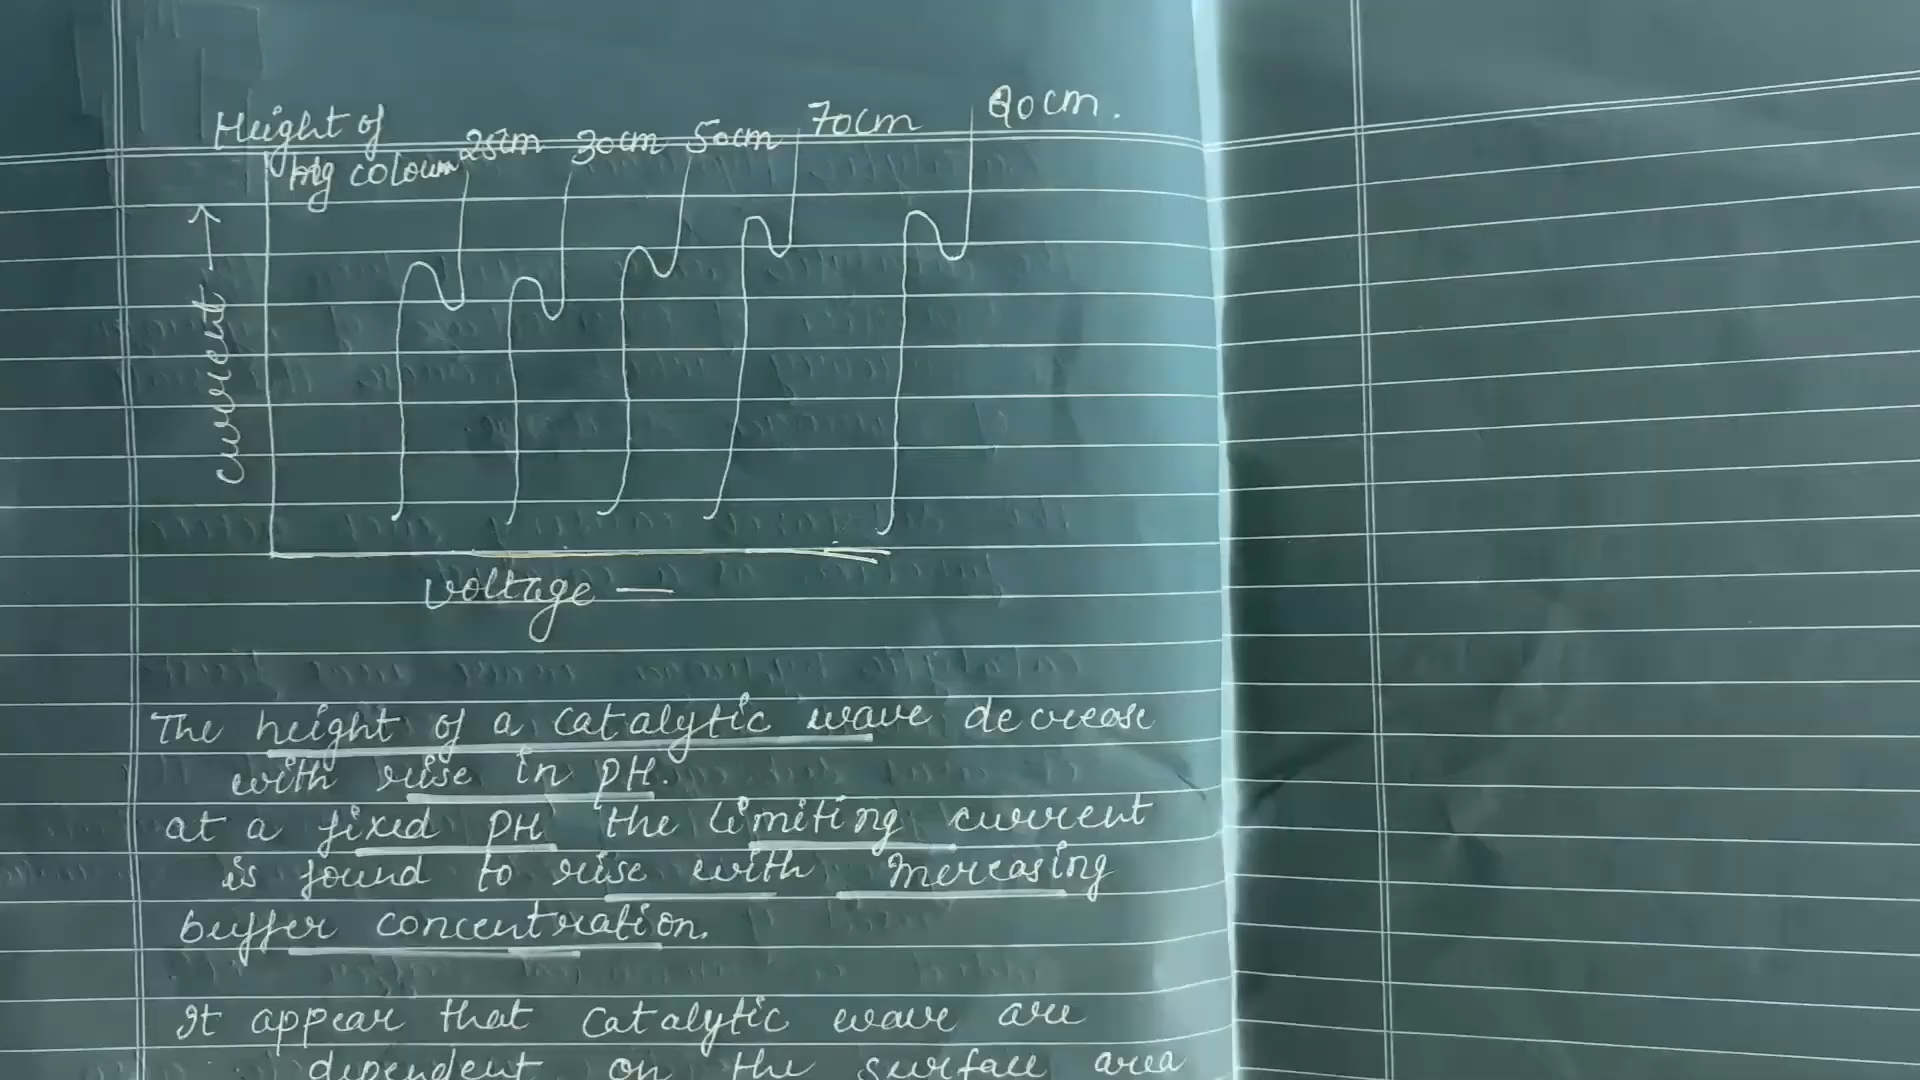 Height of
Hg coloum 25cm 30cm 50cm 70cm 90cm.
current
voltage
The height of a catalytic wave decrease
with rise in PH.
at a fixed PH the limiting current
is found to rise with Increasing
buffer concentration.
It appear that catalytic wave are
dependent on the surface area